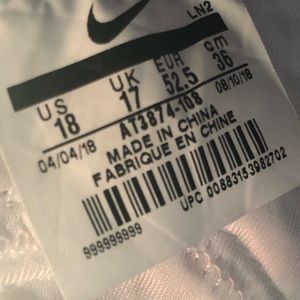 LN2
US UK EUR cm
18 17 52.5 36
AT3874-108
04/04/18 08/10/18
MADE IN CHINA
FABRIQUE EN CHINE
UPC 00883153982702
999999999